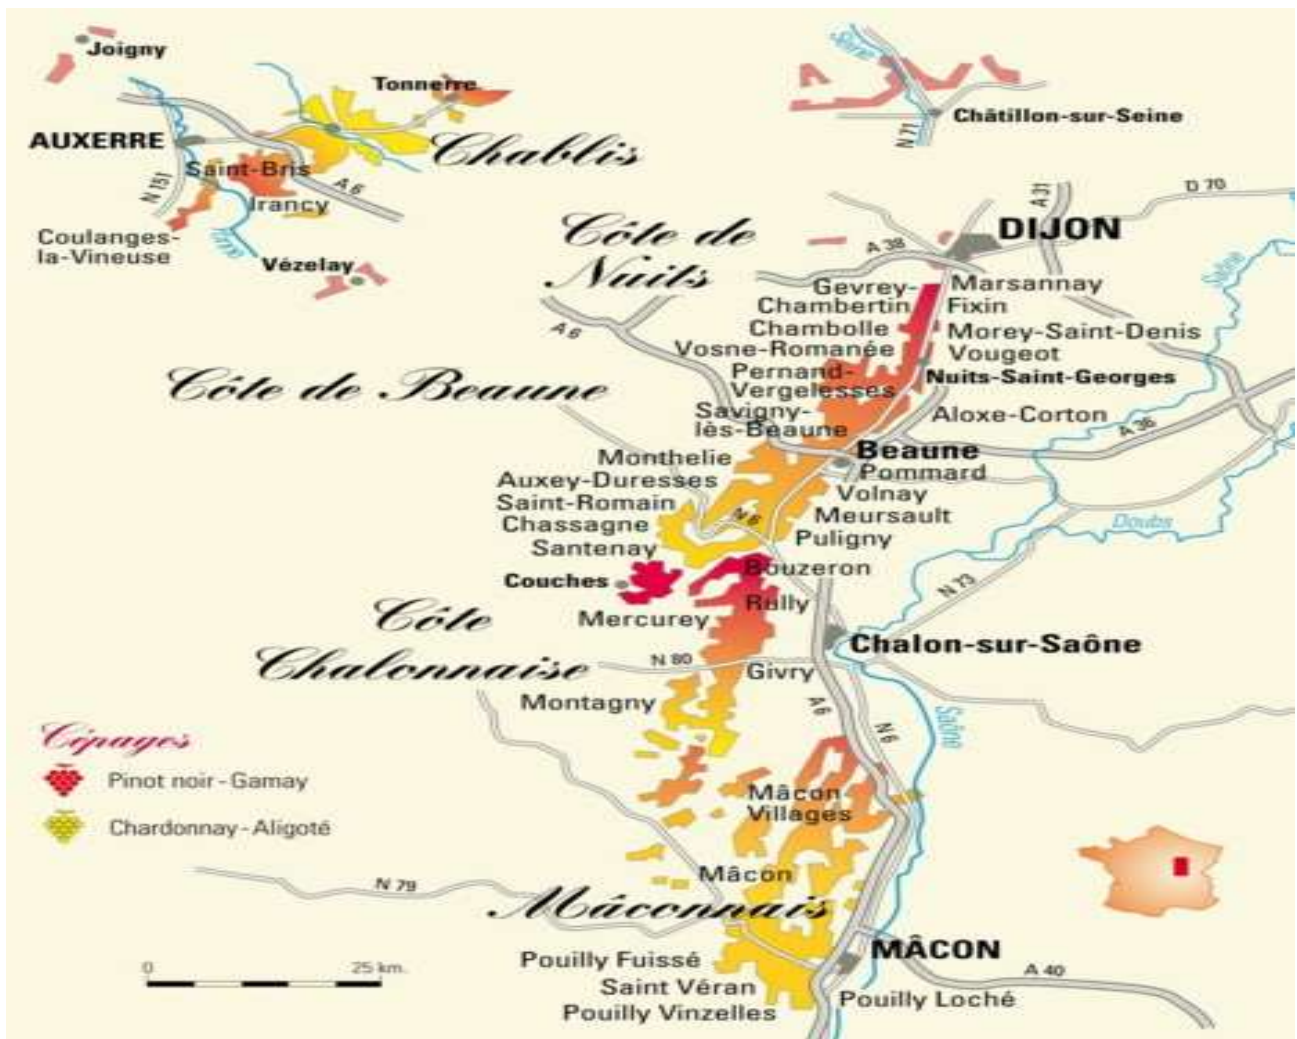 Joigny
Tonnerre
AUXERRE
Chablis
Saint-Bris
N 151
A 6
Irancy
Coulanges-
la-Vineuse
Yonne
Vézelay
Seine
Châtillon-sur-Seine
N 71
A 31
D 70
DIJON
A 38
Saône
Côte de
Nuits
Gevrey-
Chambertin
Marsannay
Fixin
Chambolle
Morey-Saint-Denis
Vosne-Romanée
Vougeot
A 6
Pernand-
Vergelesses
Nuits-Saint-Georges
Côte de Beaune
Savigny-
lès-Beaune
Aloxe-Corton
A 36
Beaune
Monthelie
Pommard
Auxey-Duresses
Volnay
Saint-Romain
Meursault
Chassagne
N 6
Puligny
Doubs
Santenay
Bouzeron
Couches
N 73
Rully
Mercurey
Côte
Chalonnaise
Chalon-sur-Saône
N 80
Givry
Montagny
A 6
N 6
Saône
Cépages
Pinot noir - Gamay
Chardonnay - Aligoté
Mâcon
Villages
Mâcon
N 79
Mâconnais
Pouilly Fuissé
MÂCON
A 40
Saint Véran
Pouilly Loché
Pouilly Vinzelles
0 25 km.